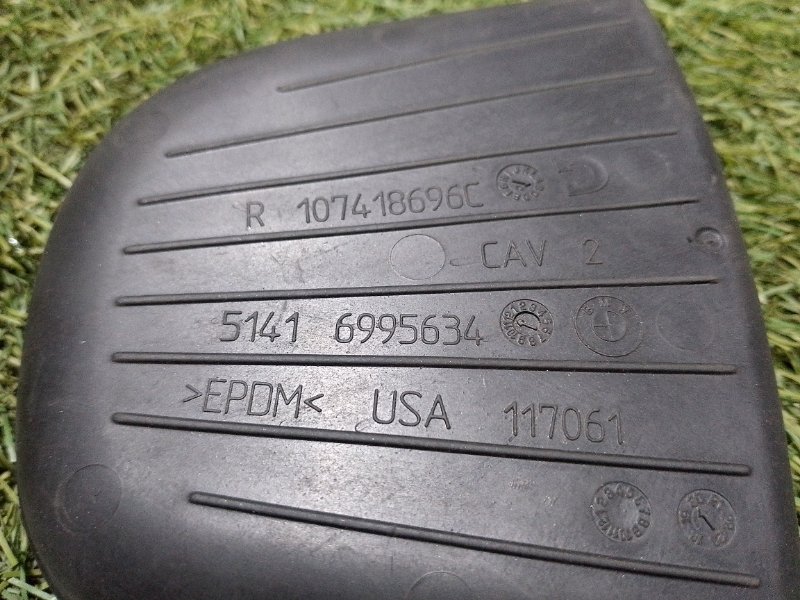 R 107418696C
CAV 2
5141 6995634
>EPDM< USA 117061